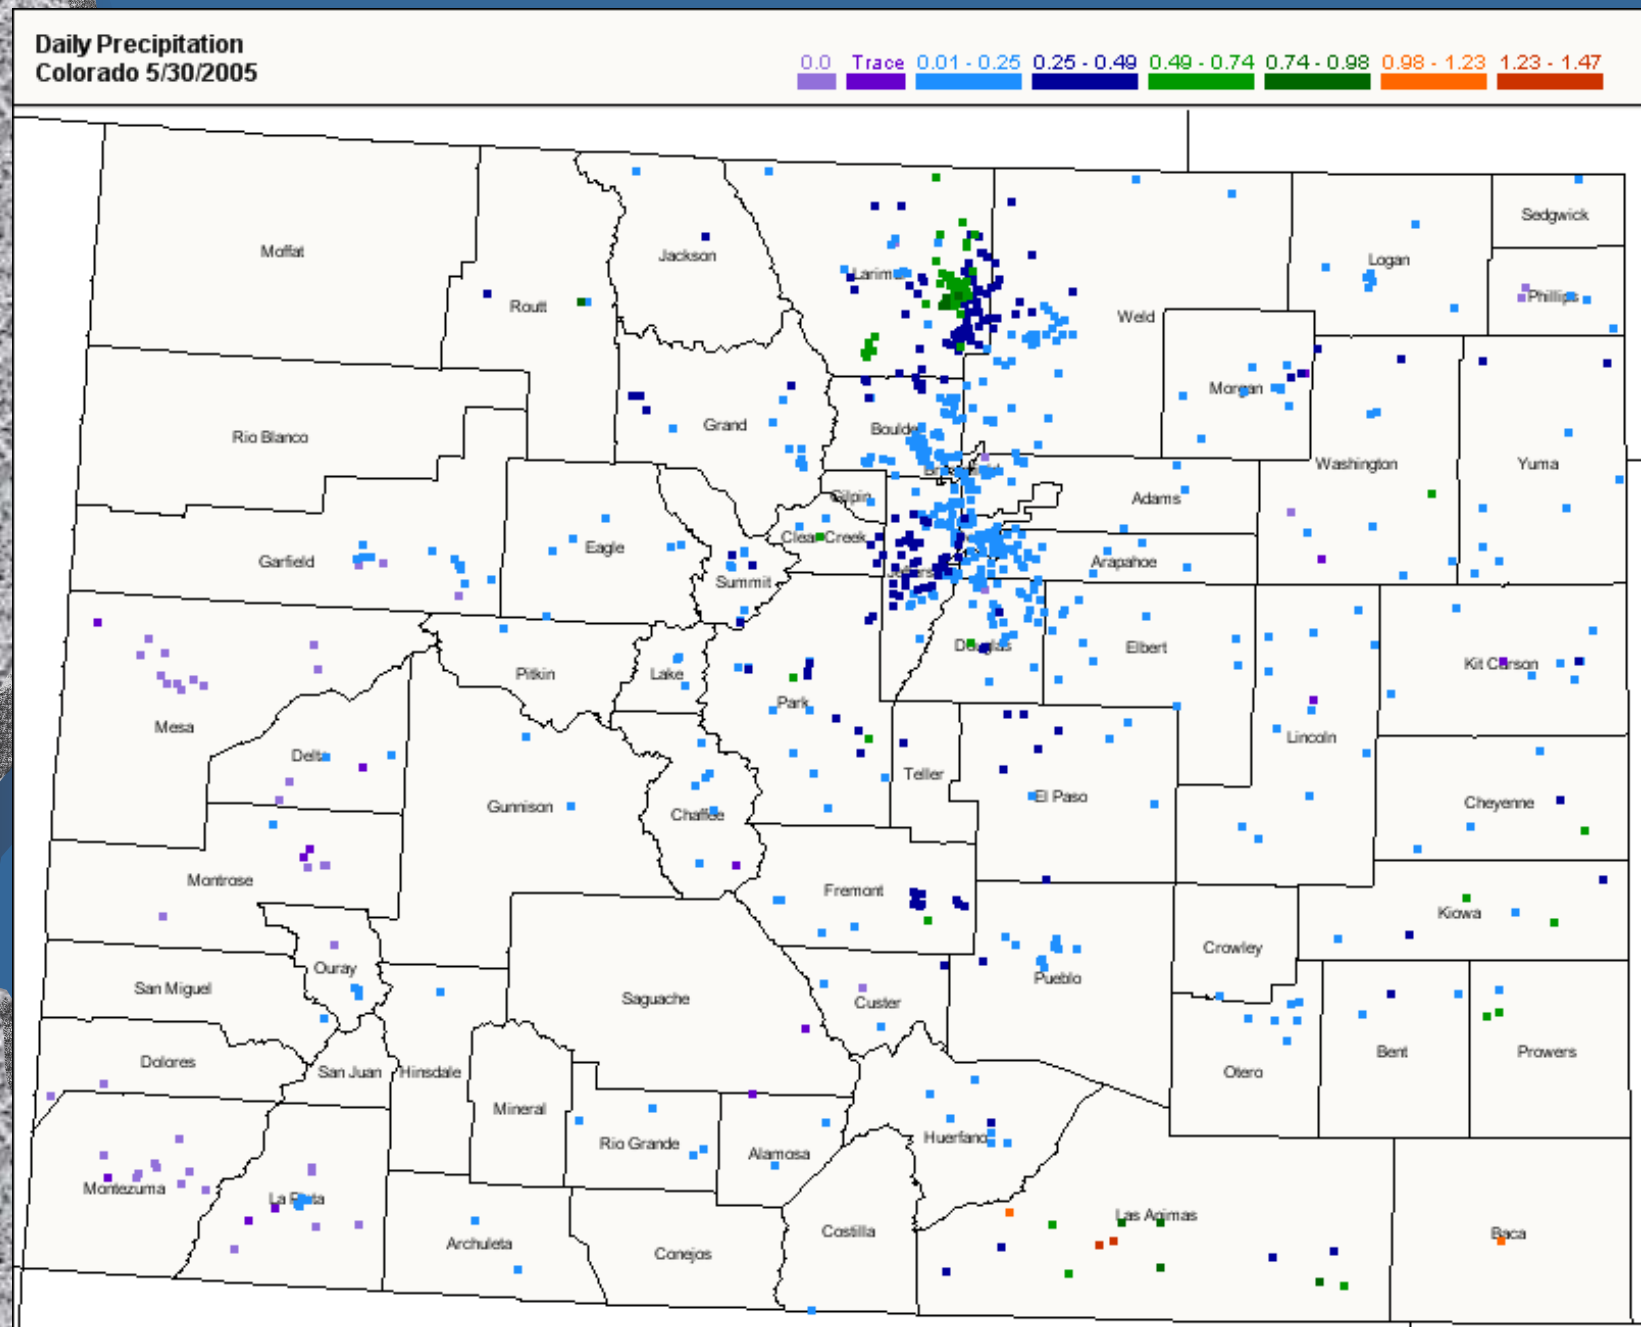 Daily Precipitation
Colorado 5/30/2005
0.0 Trace 0.01 - 0.25 0.25 - 0.49 0.49 - 0.74 0.74 - 0.98 0.98 - 1.23 1.23 - 1.47
Sedgwick
Moffat
Jackson
Logan
Larim
Phillips
Routt
Weld
Morgan
Grand
Boulde
Rio Blanco
Washington
Yuma
Gilpin
Adams
Clear Creek
Garfield
Eagle
Arapahoe
Summit
Douglas
Elbert
Kit Carson
Pitkin
Lake
Park
Mesa
Lincoln
Delta
Teller
El Paso
Gunnison
Chaffee
Cheyenne
Montrose
Fremont
Kiowa
Crowley
Ouray
Pueblo
San Miguel
Saguache
Custer
Bent
Prowers
Dolores
San Juan
Hinsdale
Otero
Mineral
Rio Grande
Alamosa
Huerfano
Montezuma
La Plata
Las Animas
Costilla
Baca
Archuleta
Conejos